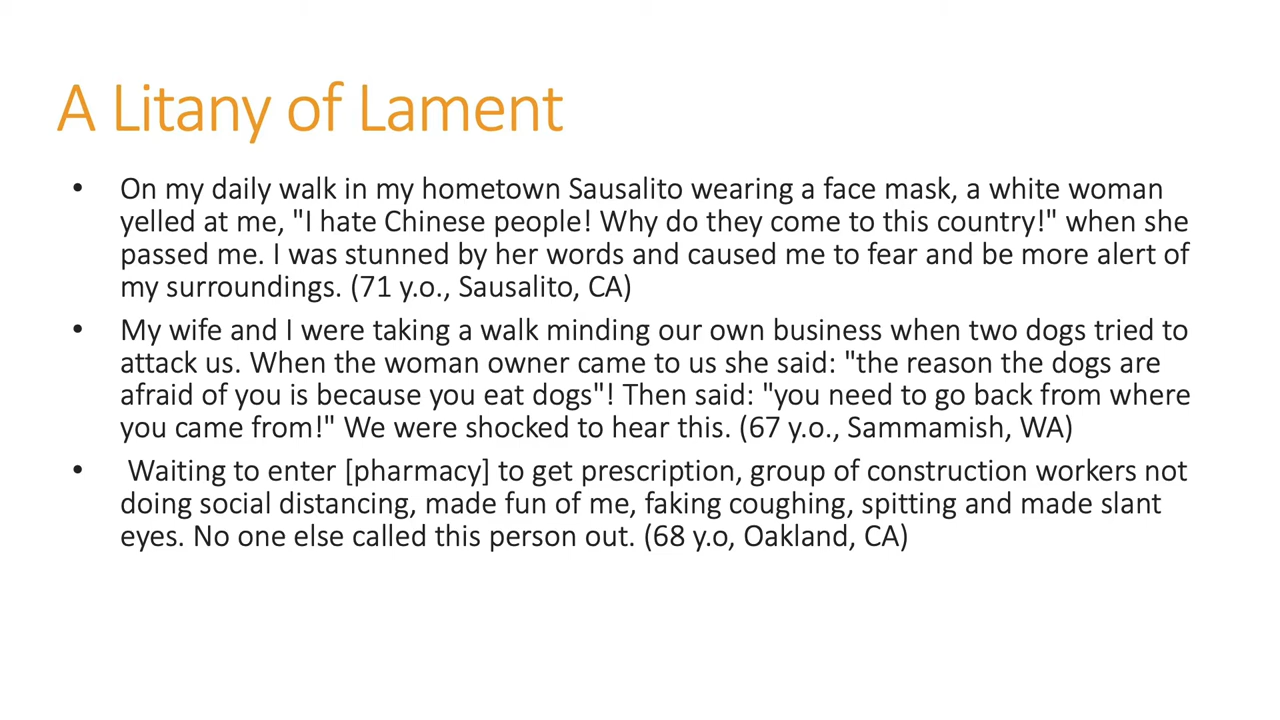 A Litany of Lament
• On my daily walk in my hometown Sausalito wearing a face mask, a white woman
yelled at me, "I hate Chinese people! Why do they come to this country!" when she
passed me. I was stunned by her words and caused me to fear and be more alert of
my surroundings. (71 y.o., Sausalito, CA)
• My wife and I were taking a walk minding our own business when two dogs tried to
attack us. When the woman owner came to us she said: "the reason the dogs are
afraid of you is because you eat dogs"! Then said: "you need to go back from where
you came from!" We were shocked to hear this. (67 y.o., Sammamish, WA)
• Waiting to enter [pharmacy] to get prescription, group of construction workers not
doing social distancing, made fun of me, faking coughing, spitting and made slant
eyes. No one else called this person out. (68 y.o, Oakland, CA)